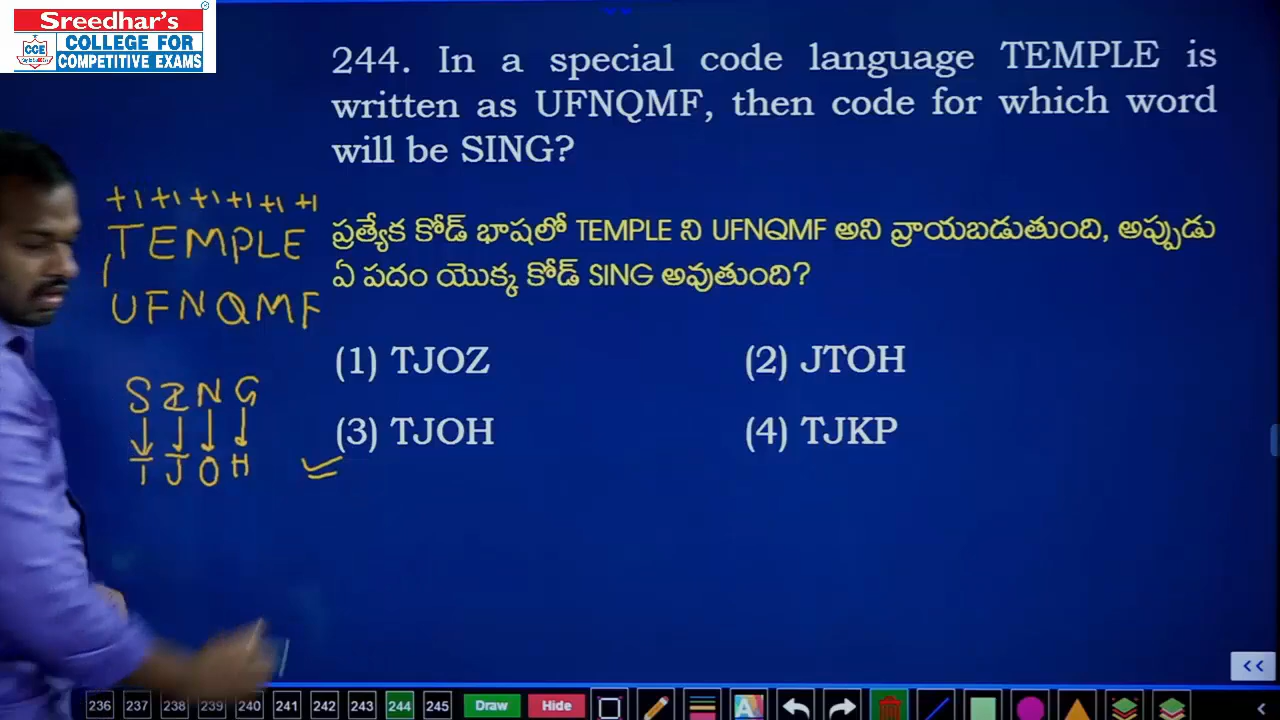 Sreedhar's
CCE
COLLEGE FOR
COMPETITIVE EXAMS
244. In a special code language TEMPLE is
written as UFNQMF, then code for which word
will be SING?
+1 +1 +1 +1 +1 +1
TEMPLE
UFNQMF
ప్రత్యేక కోడ్ భాషలో TEMPLE ని UFNQMF అని వ్రాయబడుతుంది, అప్పుడు
ఏ పదం యొక్క కోడ్ SING అవుతుంది?
(1) TJOZ (2) JTOH
(3) TJOH (4) TJKP
SING
TJOH
236 237 238 239 240 241 242 243 244 245 Draw Hide